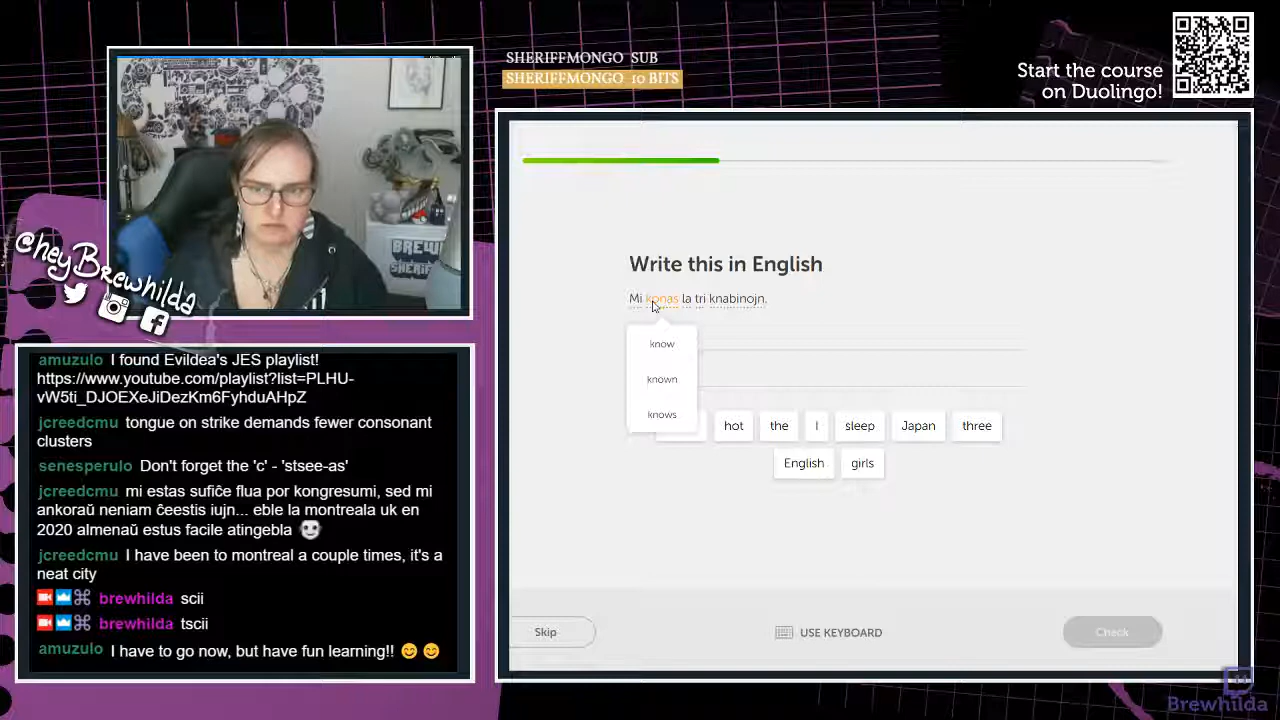 SHERIFFMONGO SUB
SHERIFFMONGO 10 BITS
Start the course
on Duolingo!
@heyBrewhilda
BREW
SHERIF
Write this in English
Mi konas la tri knabinojn.
know
known
knows
hot the I sleep Japan three
English girls
Skip
USE KEYBOARD
Check
amuzulo I found Evildea's JES playlist!
https://www.youtube.com/playlist?list=PLHU-
vW5ti_DJOEXeJiDezKm6FyhduAHpZ
jcreedcmu tongue on strike demands fewer consonant
clusters
senesperulo Don't forget the 'c' - 'stsee-as'
jcreedcmu mi estas sufiĉe flua por kongresumi, sed mi
ankoraŭ neniam ĉeestis iujn... eble la montreala uk en
2020 almenaŭ estus facile atingebla
jcreedcmu I have been to montreal a couple times, it's a
neat city
brewhilda scii
brewhilda tscii
amuzulo I have to go now, but have fun learning!!
Brewhilda